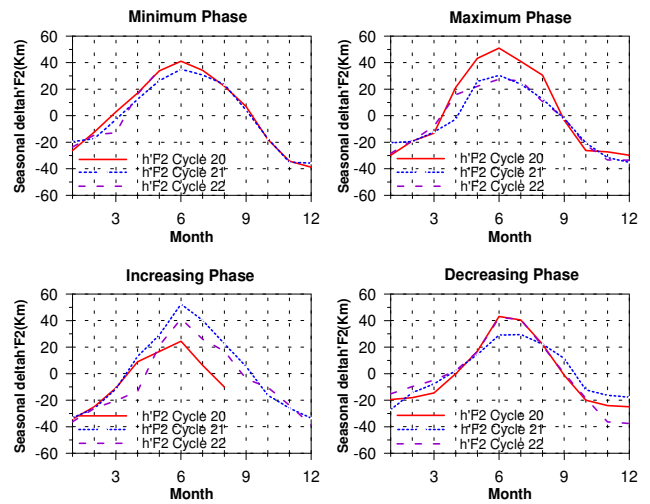 Minimum Phase
Seasonal deltah'F2(Km)
60
40
20
0
-20
-40
-60
h'F2 Cycle 20
h'F2 Cycle 21
h'F2 Cycle 22
3 6 9 12
Month
Maximum Phase
Seasonal deltah'F2(Km)
60
40
20
0
-20
-40
-60
h'F2 Cycle 20
h'F2 Cycle 21
h'F2 Cycle 22
3 6 9 12
Month
Increasing Phase
Seasonal deltah'F2(Km)
60
40
20
0
-20
-40
-60
h'F2 Cycle 20
h'F2 Cycle 21
h'F2 Cycle 22
3 6 9 12
Month
Decreasing Phase
Seasonal deltah'F2(Km)
60
40
20
0
-20
-40
-60
h'F2 Cycle 20
h'F2 Cycle 21
h'F2 Cycle 22
3 6 9 12
Month